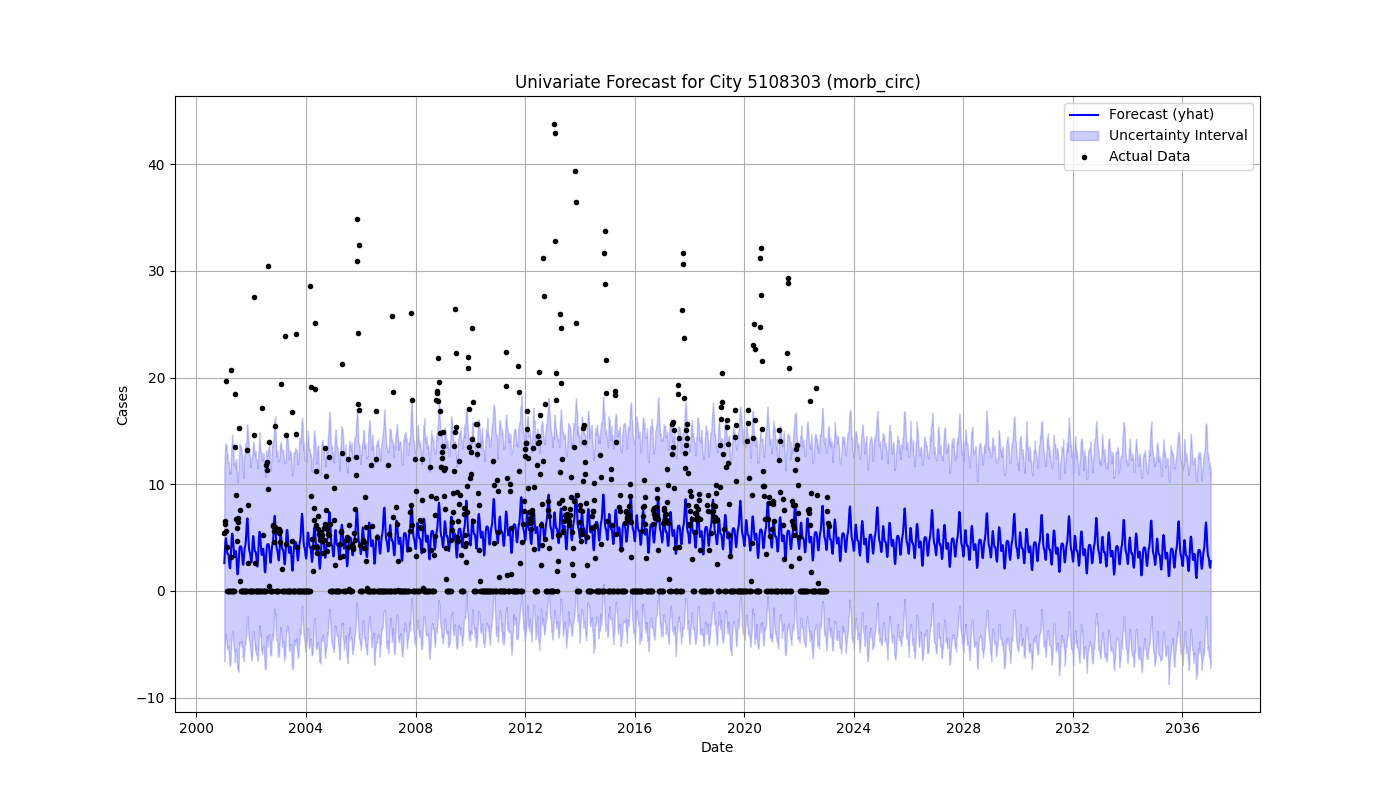 Univariate Forecast for City 5108303 (morb_circ)
Forecast (yhat)
Uncertainty Interval
Actual Data
Cases
40
30
20
10
0
−10
2000 2004 2008 2012 2016 2020 2024 2028 2032 2036
Date